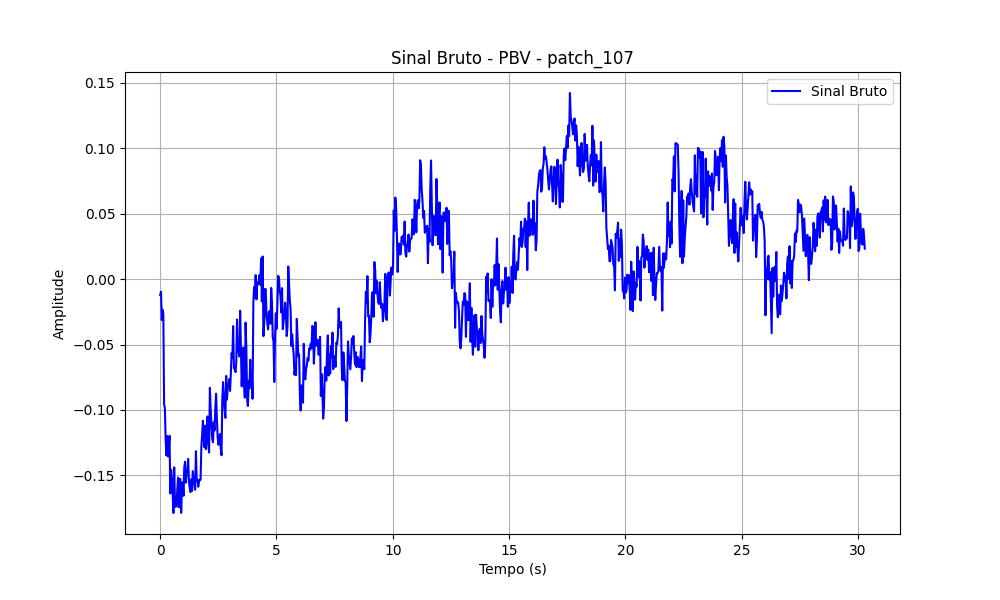 Sinal Bruto - PBV - patch_107
Sinal Bruto
0.15
0.10
0.05
0.00
−0.05
−0.10
−0.15
Amplitude
0 5 10 15 20 25 30
Tempo (s)